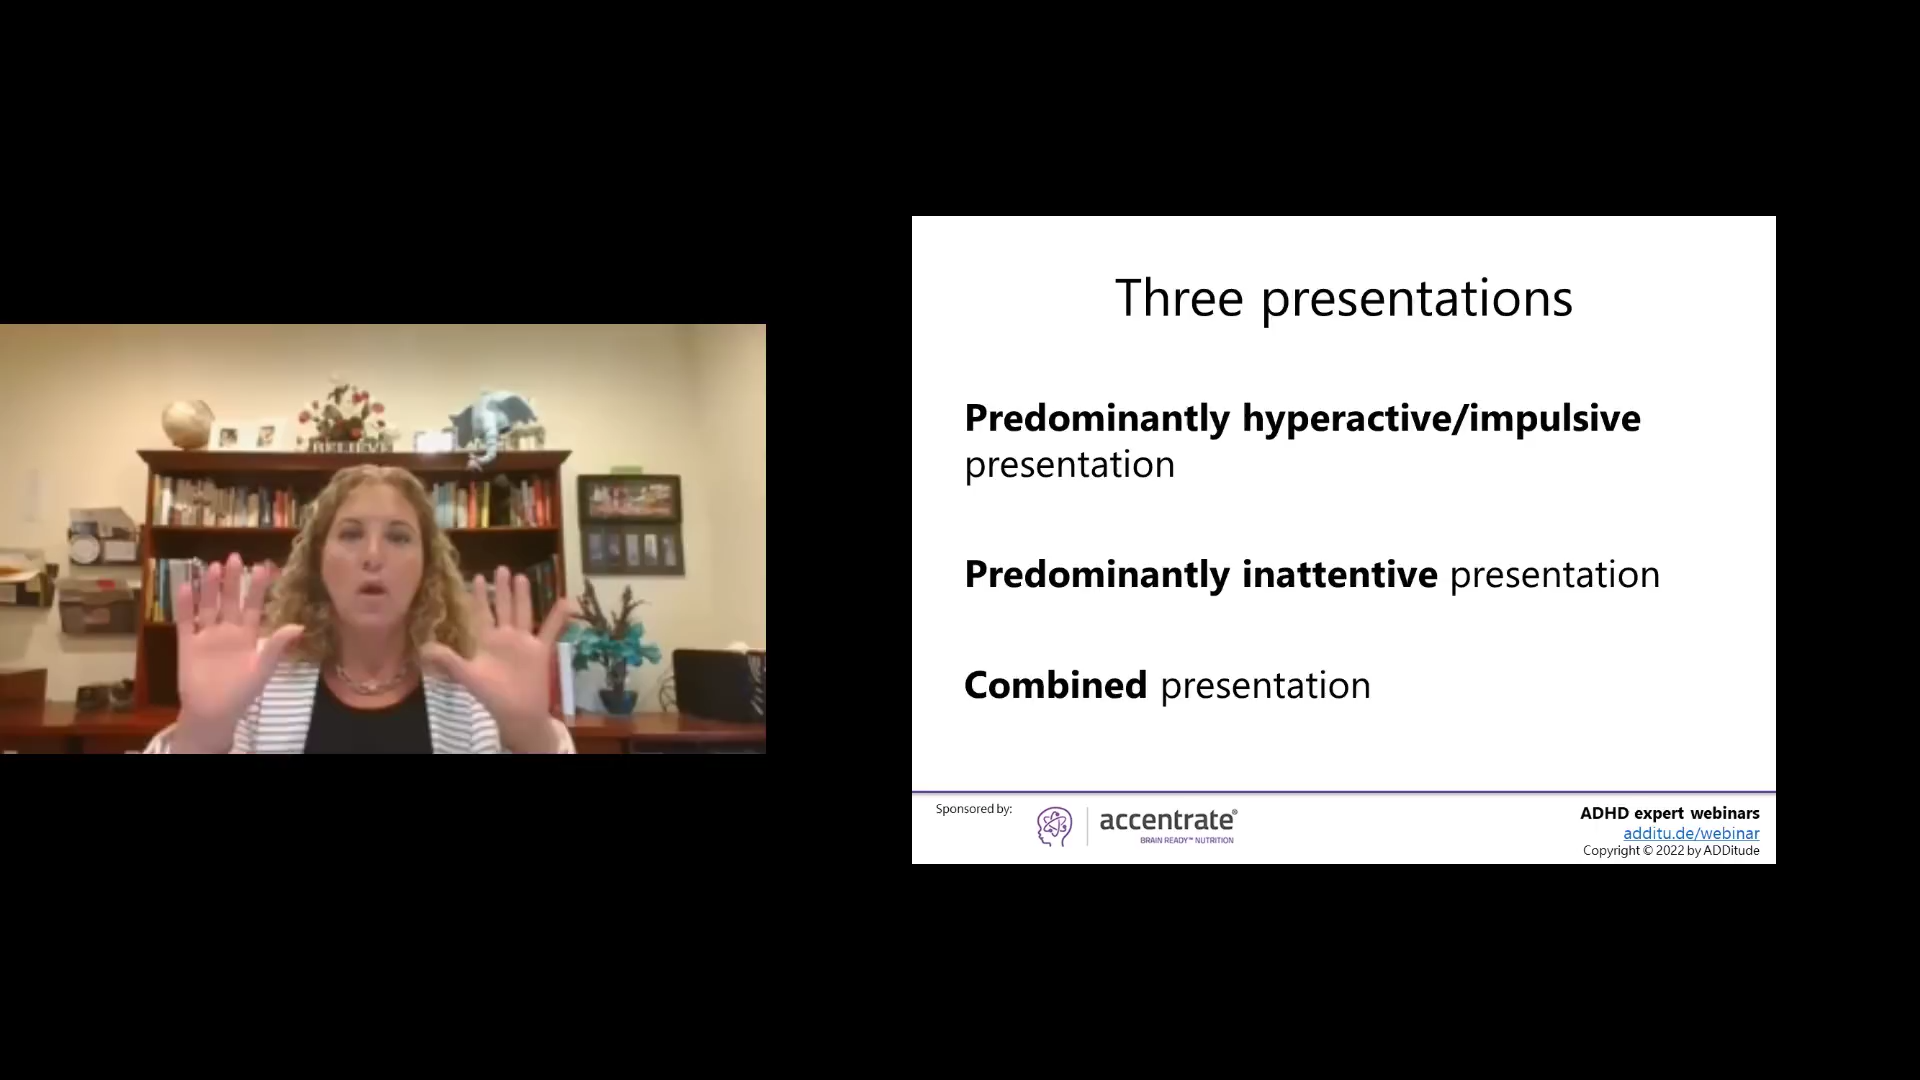 Three presentations
Predominantly hyperactive/impulsive
presentation
Predominantly inattentive presentation
Combined presentation
Sponsored by:
accentrate®
BRAIN READY™ NUTRITION
ADHD expert webinars
additu.de/webinar
Copyright © 2022 by ADDitude